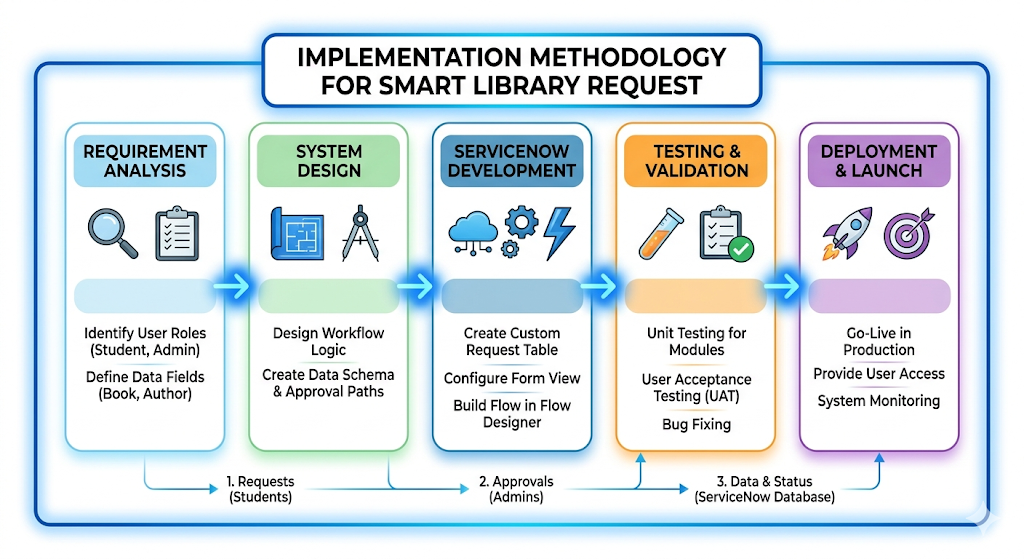 IMPLEMENTATION METHODOLOGY
FOR SMART LIBRARY REQUEST
REQUIREMENT
ANALYSIS
Identify User Roles
(Student, Admin)
Define Data Fields
(Book, Author)
SYSTEM
DESIGN
Design Workflow
Logic
Create Data Schema
& Approval Paths
SERVICENOW
DEVELOPMENT
Create Custom
Request Table
Configure Form View
Build Flow in Flow
Designer
TESTING &
VALIDATION
Unit Testing for
Modules
User Acceptance
Testing (UAT)
Bug Fixing
DEPLOYMENT
& LAUNCH
Go-Live in
Production
Provide User Access
System Monitoring
1. Requests
(Students)
2. Approvals
(Admins)
3. Data & Status
(ServiceNow Database)